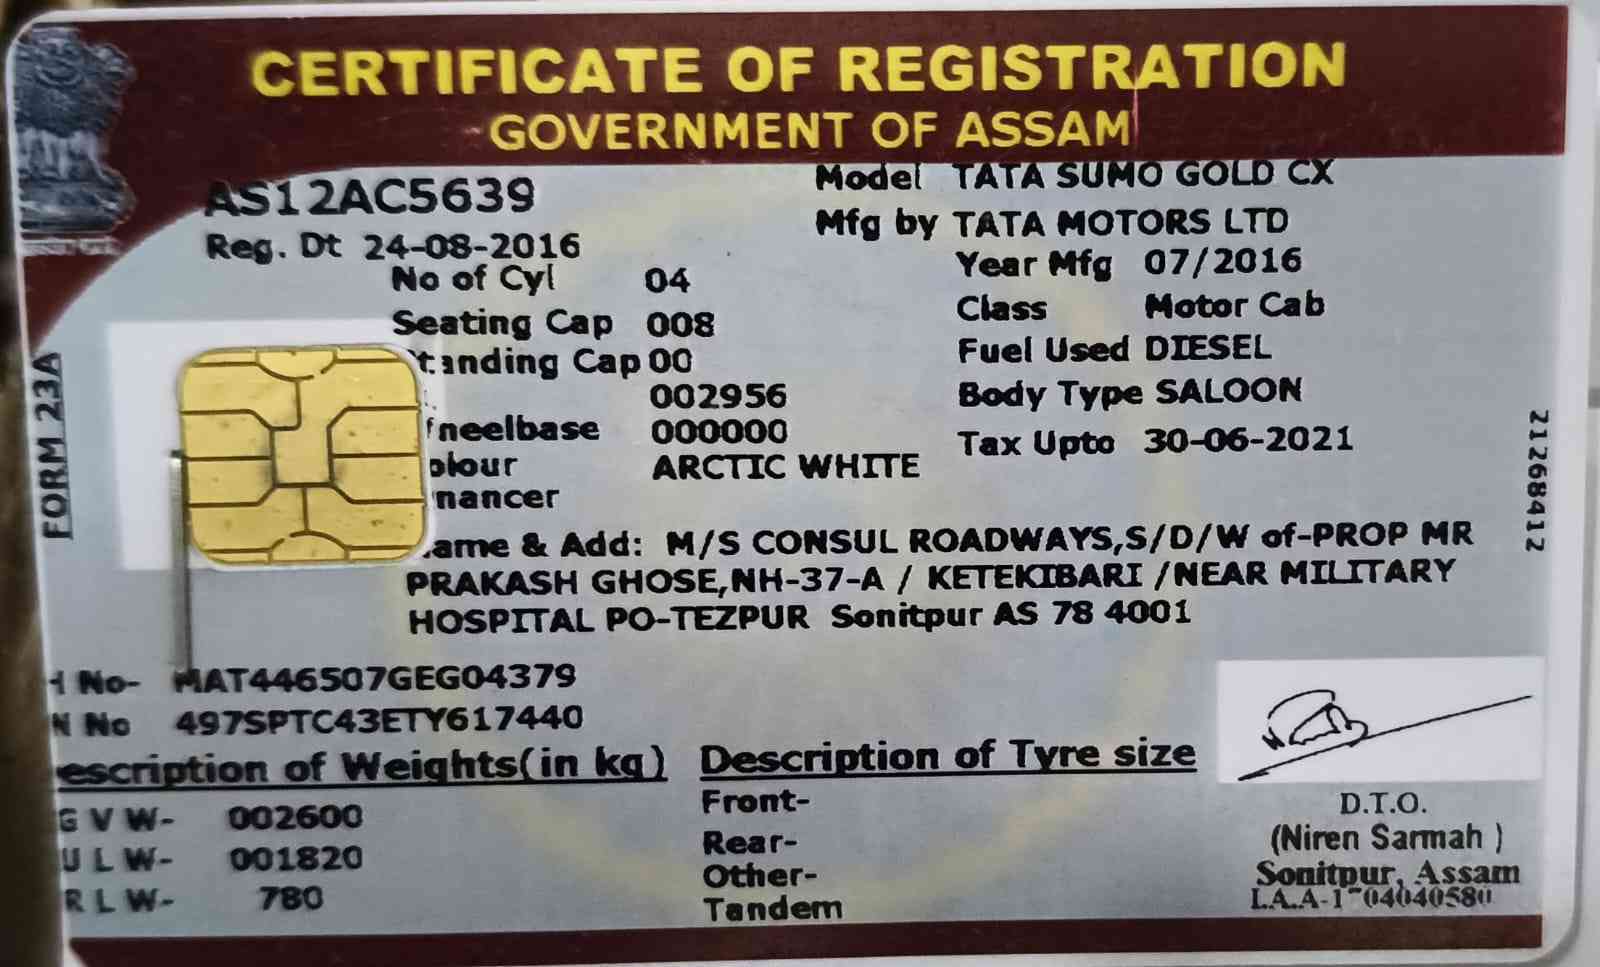 CERTIFICATE OF REGISTRATION
GOVERNMENT OF ASSAM
AS12AC5639
Model TATA SUMO GOLD CX
Reg. Dt 24-08-2016
Mfg by TATA MOTORS LTD
No of Cyl 04
Year Mfg 07/2016
Seating Cap 008
Class Motor Cab
tanding Cap 00
Fuel Used DIESEL
002956
Body Type SALOON
heelbase 000000
Tax Upto 30-06-2021
olour ARCTIC WHITE
nancer
FORM 23A
21268412
ame & Add: M/S CONSUL ROADWAYS,S/D/W of-PROP MR
PRAKASH GHOSE,NH-37-A / KETEKIBARI /NEAR MILITARY
HOSPITAL PO-TEZPUR Sonitpur AS 78 4001
H No- MAT446507GEG04379
N No 497SPTC43ETY617440
escription of Weights(in kg)
G V W- 002600
U L W- 001820
R L W- 780
Description of Tyre size
Front-
Rear-
Other-
Tandem
D.T.O.
(Niren Sarmah )
Sonitpur, Assam